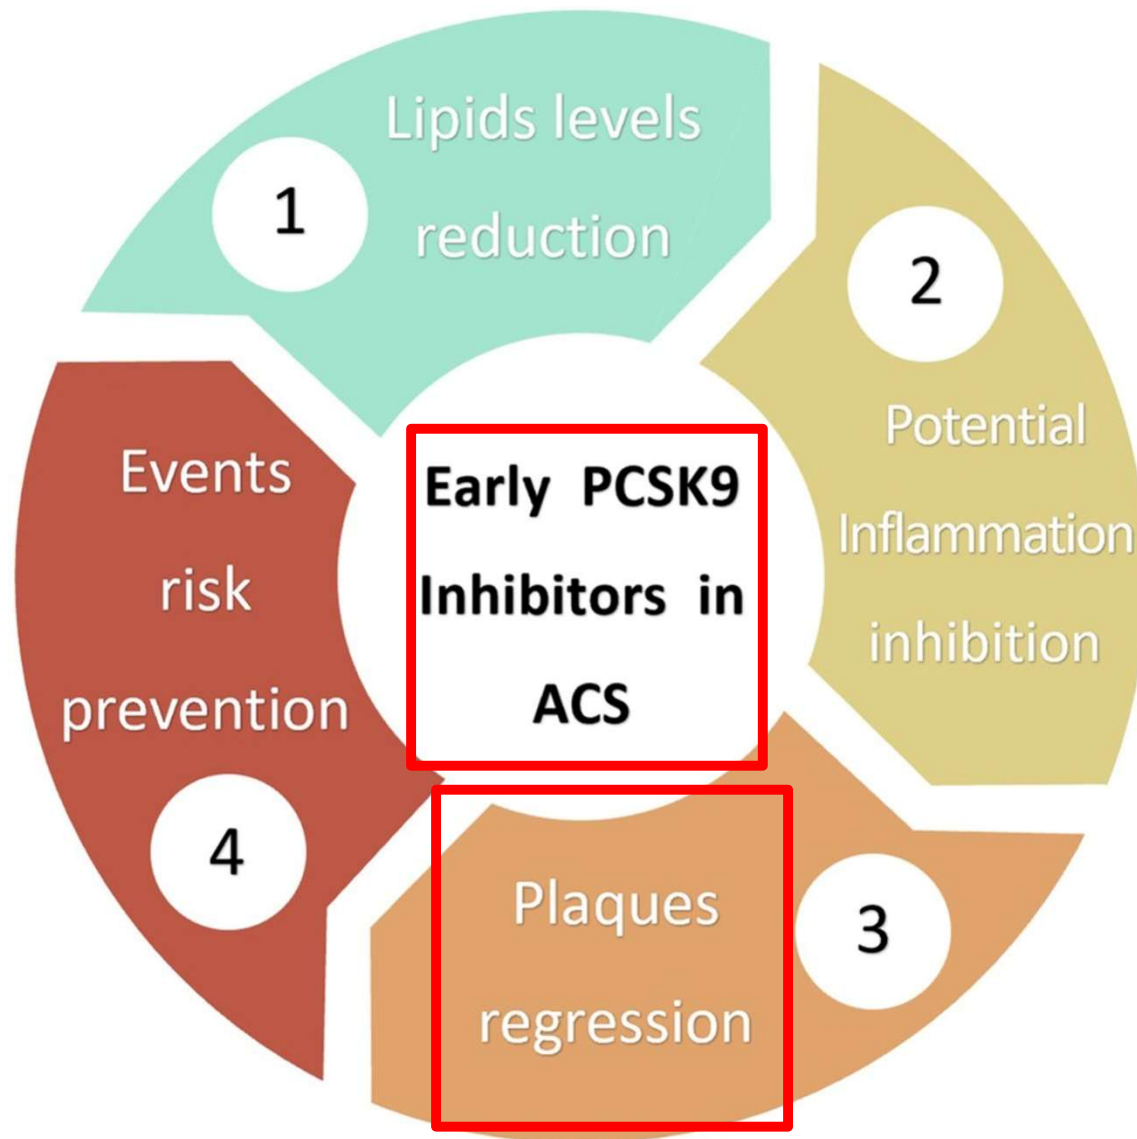 1
Lipids levels
reduction
2
Potential
Inflammation
inhibition
3
Plaques
regression
4
Events
risk
prevention
Early PCSK9
Inhibitors in
ACS